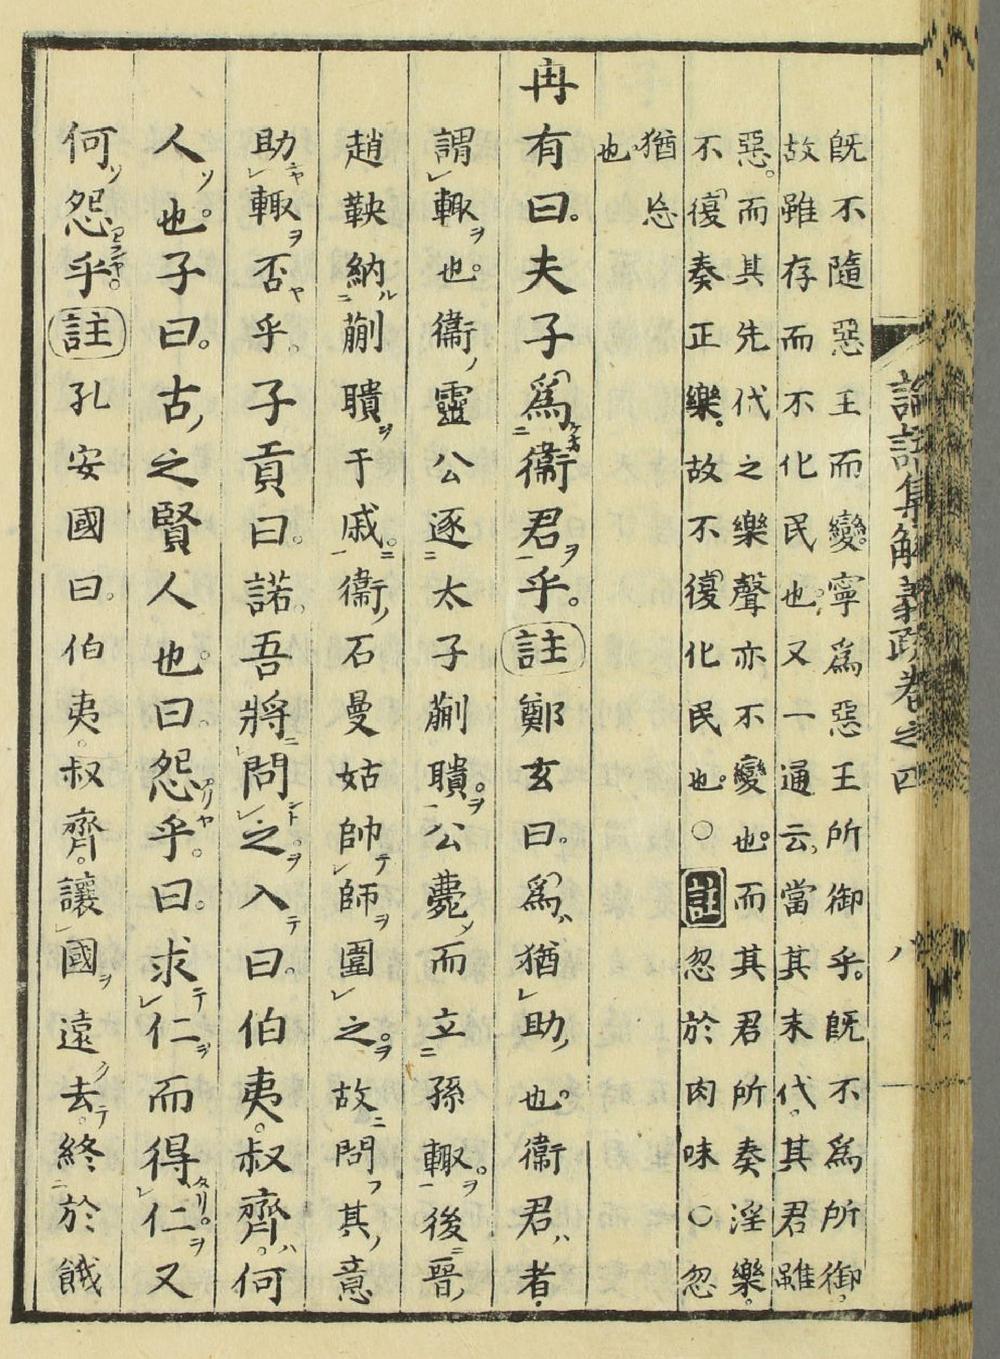 論語集解義疏卷之四
八
既不隨惡王而變寧爲惡王所御乎既不爲所御
故雖存而不化民也又一通云當其末代其君雖
惡而其先代之樂聲亦不變也而其君所奏淫樂
不復奏正樂故不復化民也○註忽於肉味○忽
猶忘
也
冉有曰夫子爲衞君乎註鄭玄曰爲猶助也衞君者
謂輙也衞靈公逐太子蒯聵公薨而立孫輙後晉
趙鞅納蒯聵于戚衞石曼姑帥師圍之故問其意
助輙否乎子貢曰諾吾將問之入曰伯夷叔齊何
人也子曰古之賢人也曰怨乎曰求仁而得仁又
何怨乎註孔安國曰伯夷叔齊讓國遠去終於餓